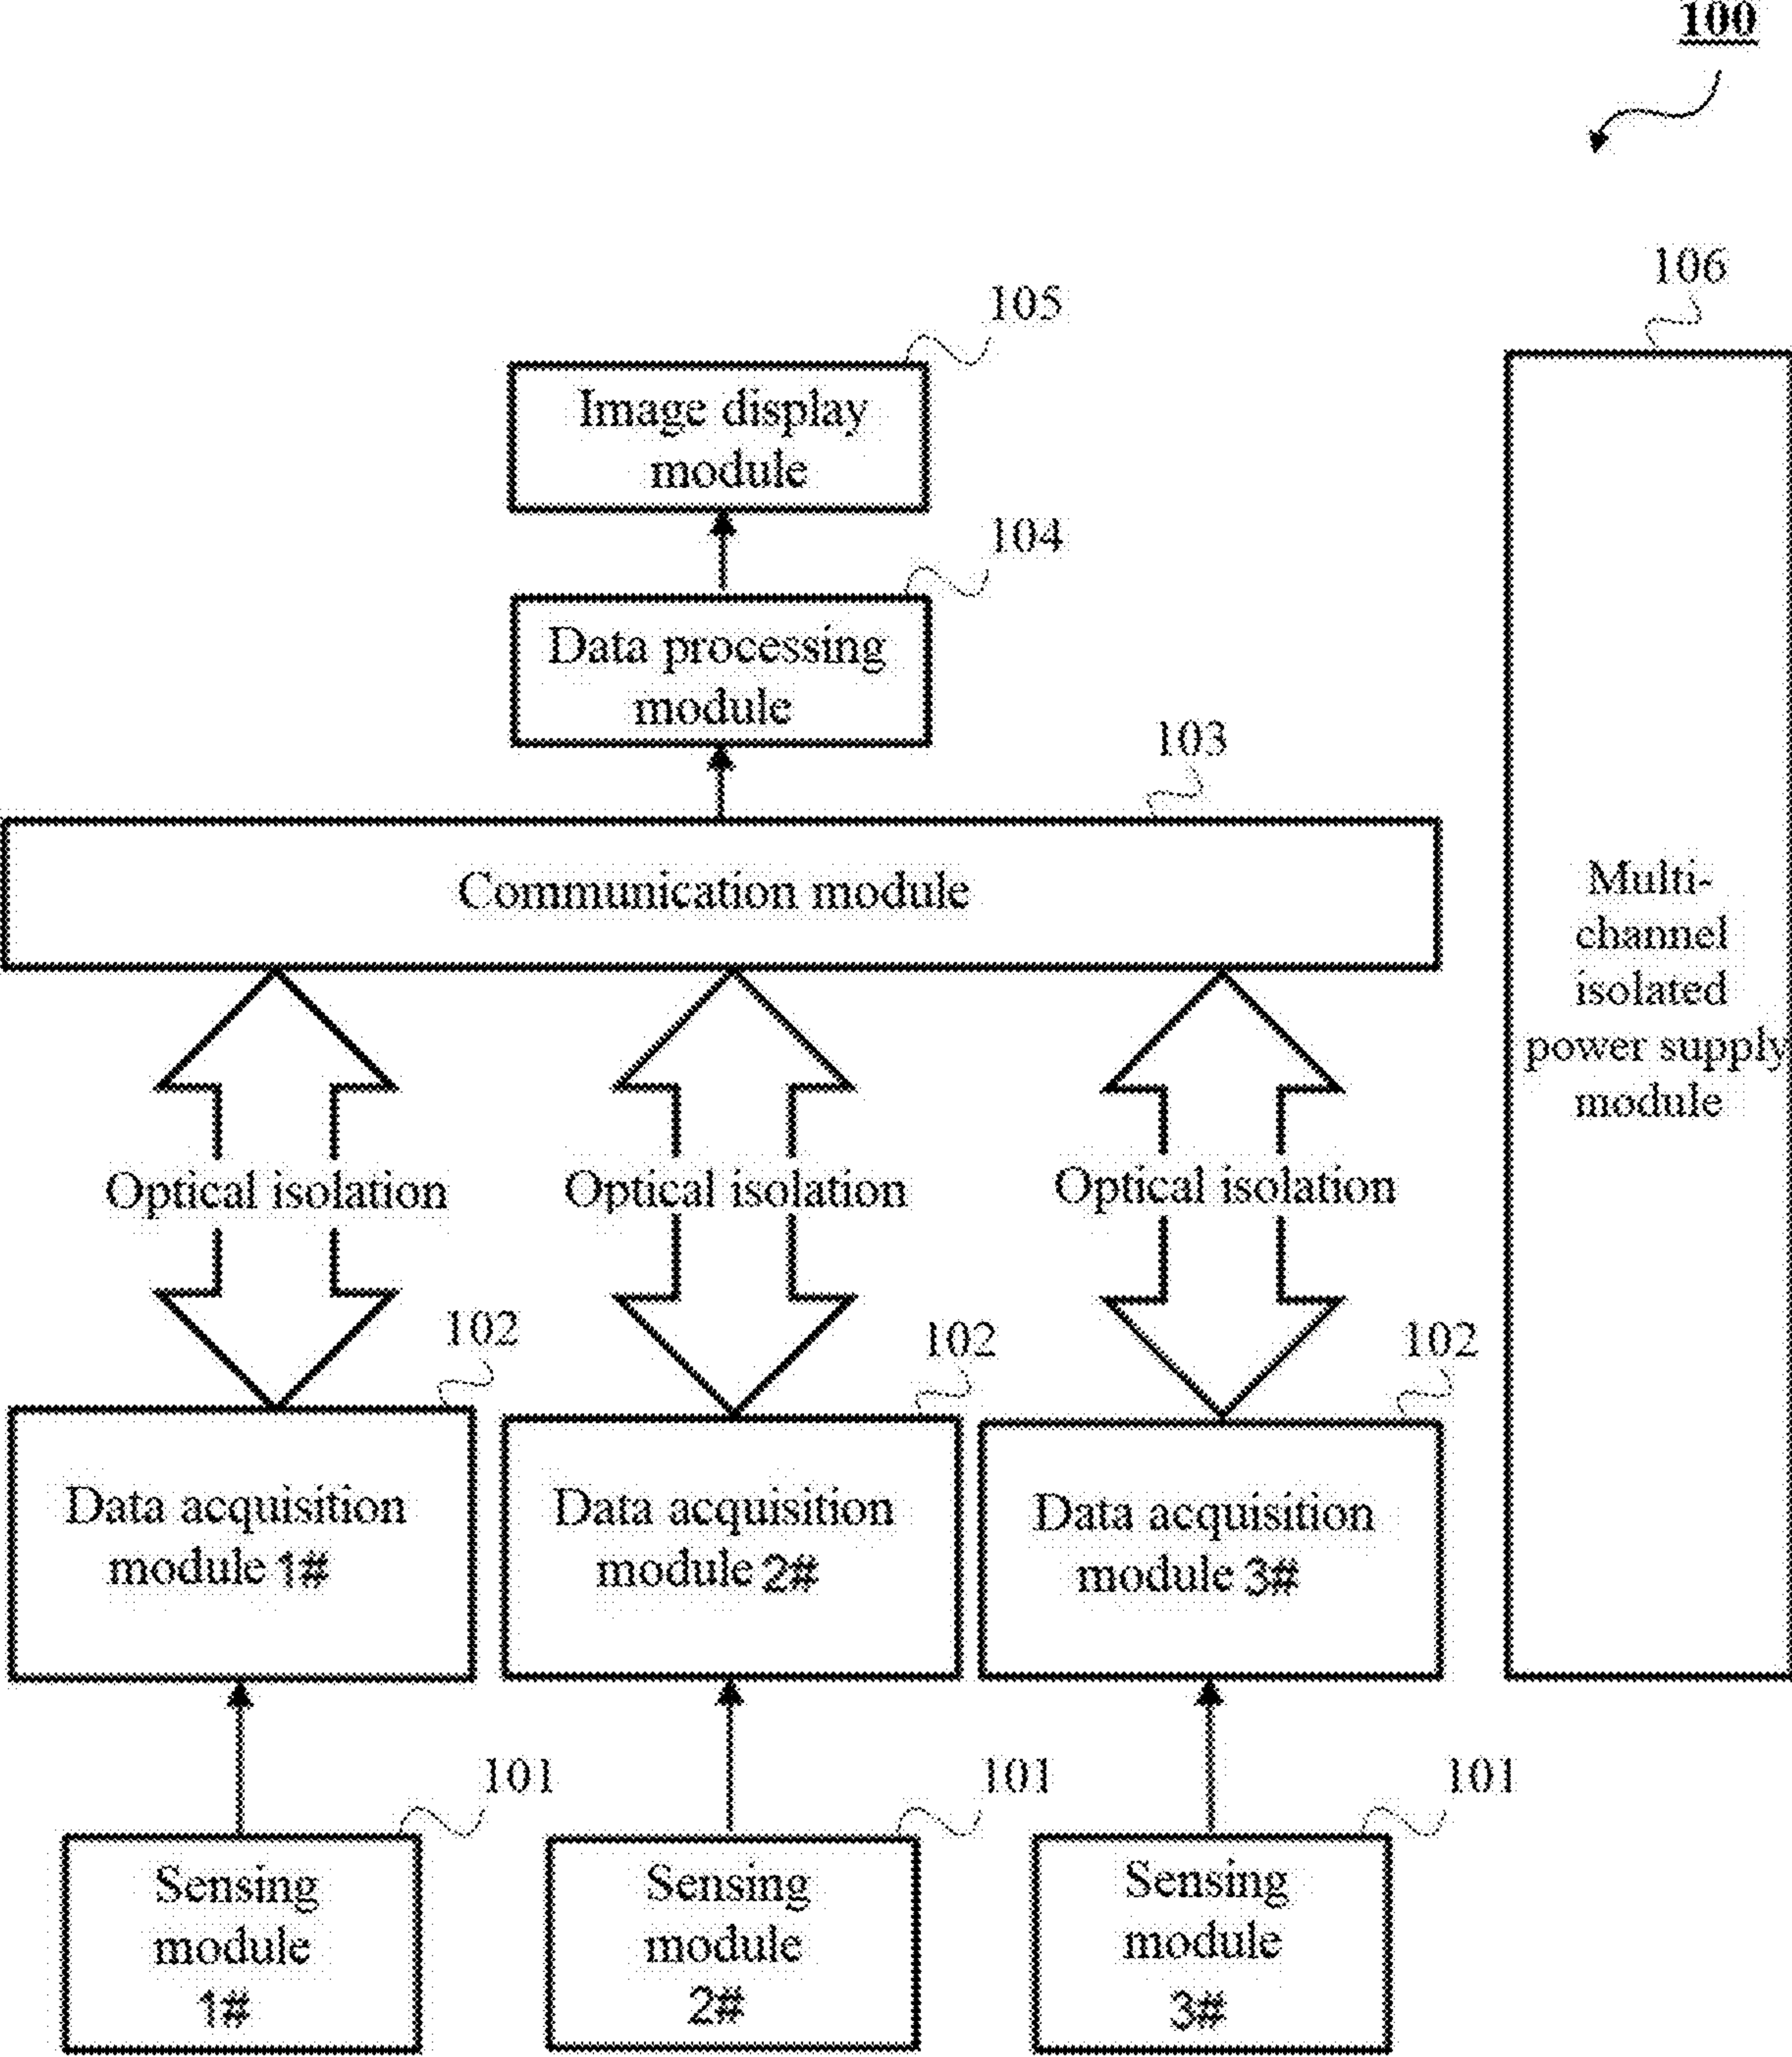 100
106
105
Image display
module
104
Data processing
module
103
Communication module
Multi-
channel
isolated
power supply
module
Optical isolation
Optical isolation
Optical isolation
102
102
102
Data acquisition
module 1#
Data acquisition
module 2#
Data acquisition
module 3#
101
101
101
Sensing
module
1#
Sensing
module
2#
Sensing
module
3#